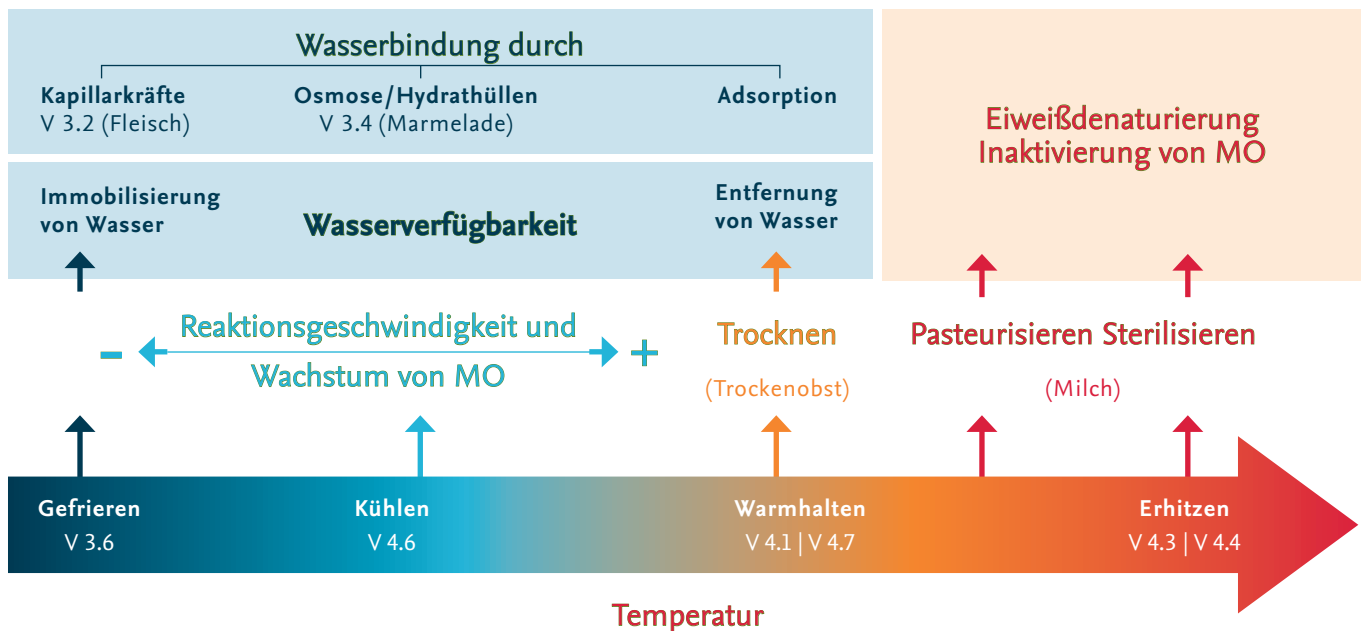 Wasserbindung durch
Kapillarkräfte
V 3.2 (Fleisch)
Osmose/Hydrathüllen
V 3.4 (Marmelade)
Adsorption
Eiweißdenaturierung
Inaktivierung von MO
Immobilisierung
von Wasser
Wasserverfügbarkeit
Entfernung
von Wasser
Reaktionsgeschwindigkeit und
- +
Wachstum von MO
Trocknen
(Trockenobst)
Pasteurisieren Sterilisieren
(Milch)
Gefrieren
V 3.6
Kühlen
V 4.6
Warmhalten
V 4.1 | V 4.7
Erhitzen
V 4.3 | V 4.4
Temperatur